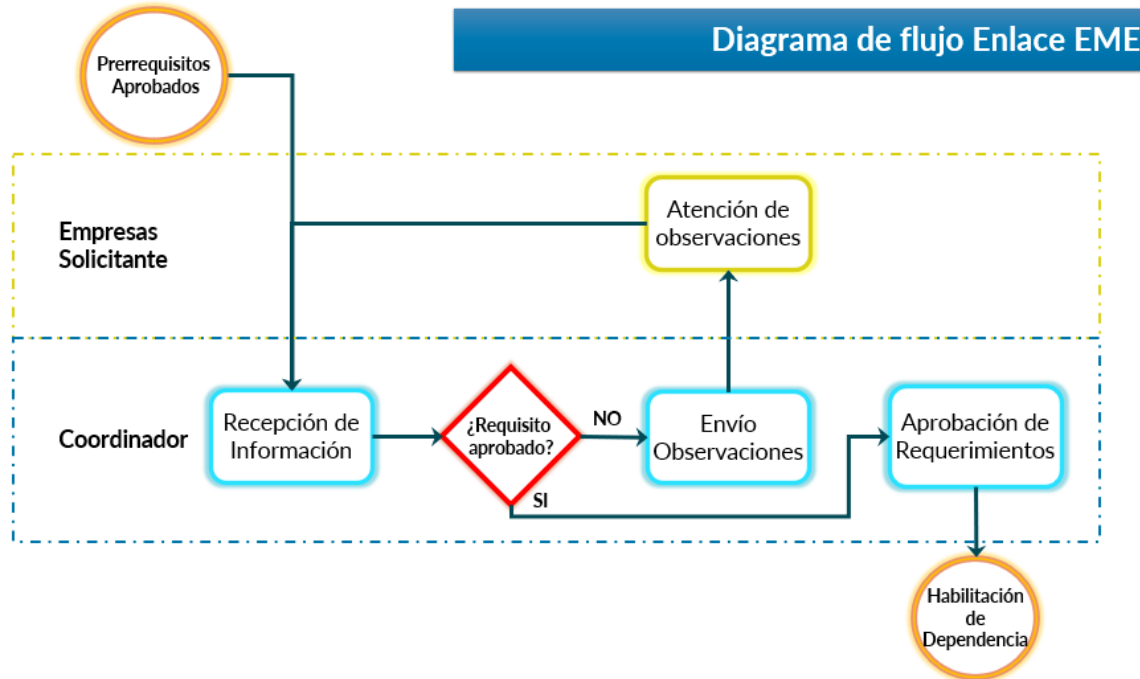 Diagrama de flujo Enlace EME
Prerrequisitos
Aprobados
Empresas
Solicitante
Atención de
observaciones
Coordinador
Recepción de
Información
¿Requisito
aprobado?
NO
SI
Envío
Observaciones
Aprobación de
Requerimientos
Habilitación
de
Dependencia